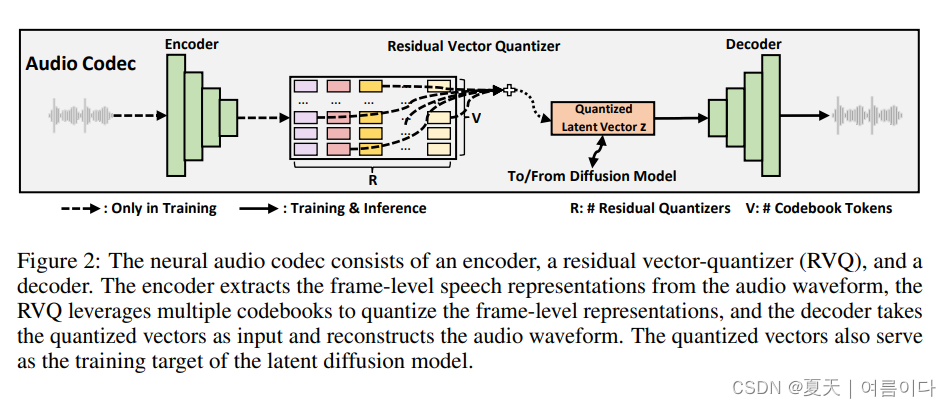 Encoder
Residual Vector Quantizer
Decoder
Audio Codec
... ... ... ... ...
V
Quantized
Latent Vector z
R
To/From Diffusion Model
: Only in Training : Training & Inference R: # Residual Quantizers V: # Codebook Tokens
Figure 2: The neural audio codec consists of an encoder, a residual vector-quantizer (RVQ), and a
decoder. The encoder extracts the frame-level speech representations from the audio waveform, the
RVQ leverages multiple codebooks to quantize the frame-level representations, and the decoder takes
the quantized vectors as input and reconstructs the audio waveform. The quantized vectors also serve
as the training target of the latent diffusion model.
CSDN @夏天 | 여름이다